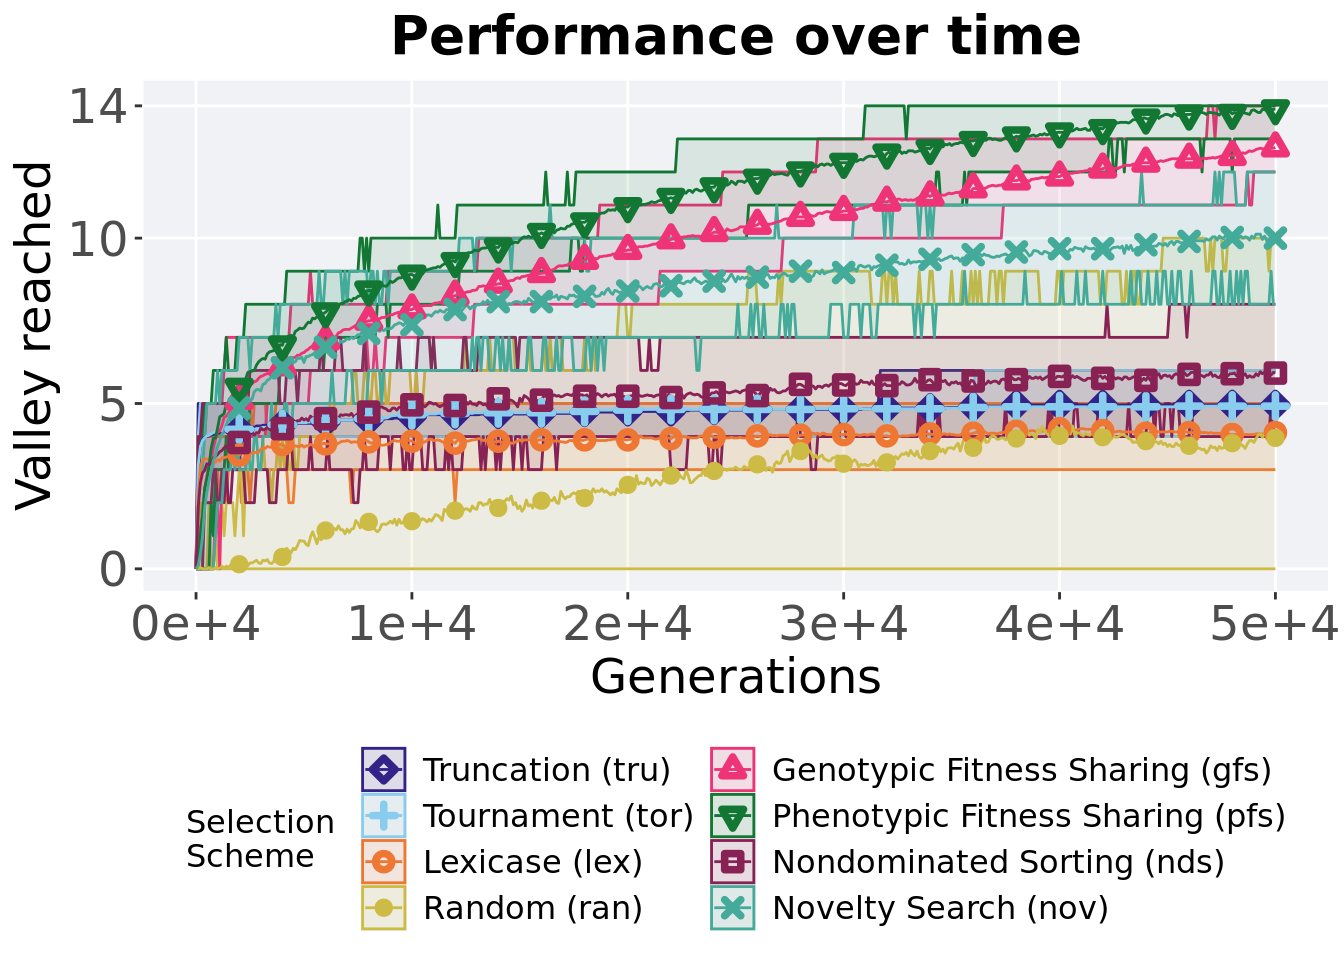 Performance over time
Valley reached
14
10
5
0
0e+4 1e+4 2e+4 3e+4 4e+4 5e+4
Generations
Selection
Scheme
Truncation (tru)
Tournament (tor)
Lexicase (lex)
Random (ran)
Genotypic Fitness Sharing (gfs)
Phenotypic Fitness Sharing (pfs)
Nondominated Sorting (nds)
Novelty Search (nov)